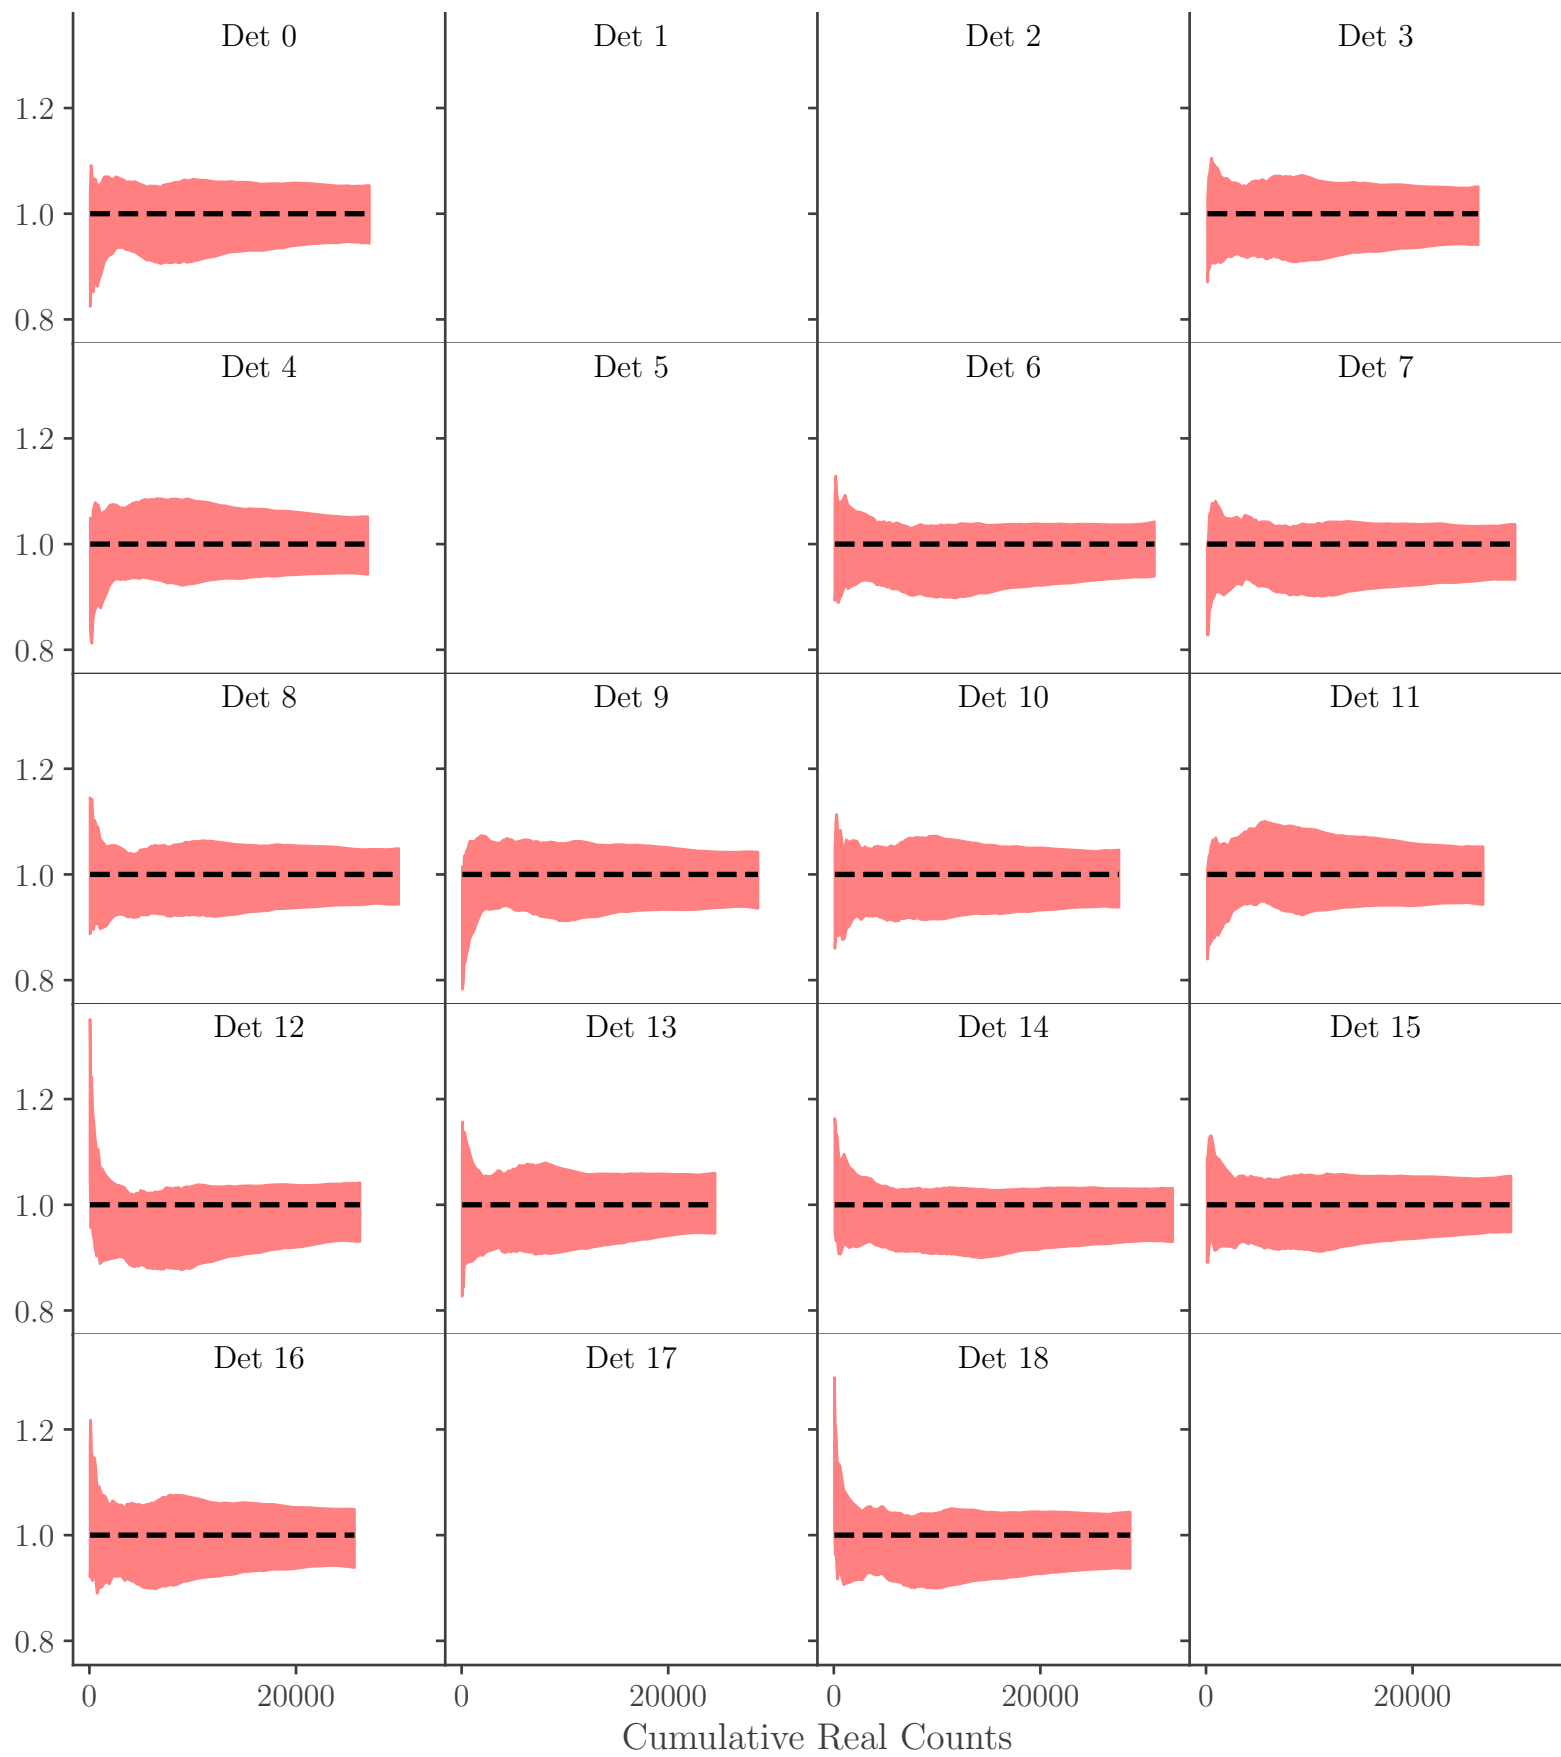 Det 0 Det 1 Det 2 Det 3
1.2
1.0
0.8
Det 4 Det 5 Det 6 Det 7
1.2
1.0
0.8
Det 8 Det 9 Det 10 Det 11
1.2
1.0
0.8
Det 12 Det 13 Det 14 Det 15
1.2
1.0
0.8
Det 16 Det 17 Det 18
1.2
1.0
0.8
0 20000 0 20000 0 20000 0 20000
Cumulative Real Counts